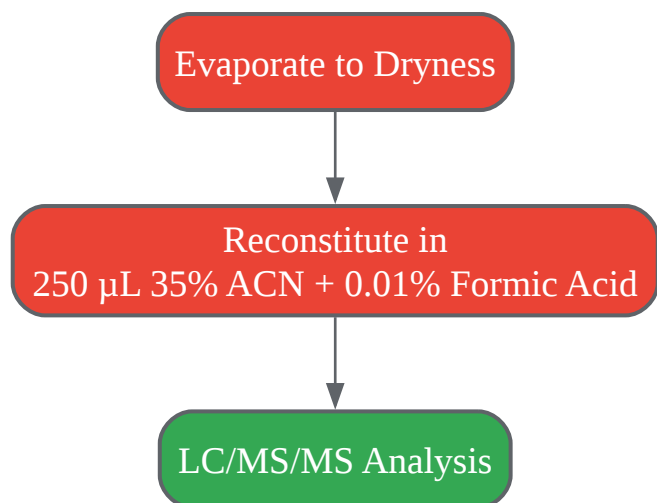 Evaporate to Dryness
Reconstitute in
250 µL 35% ACN + 0.01% Formic Acid
LC/MS/MS Analysis